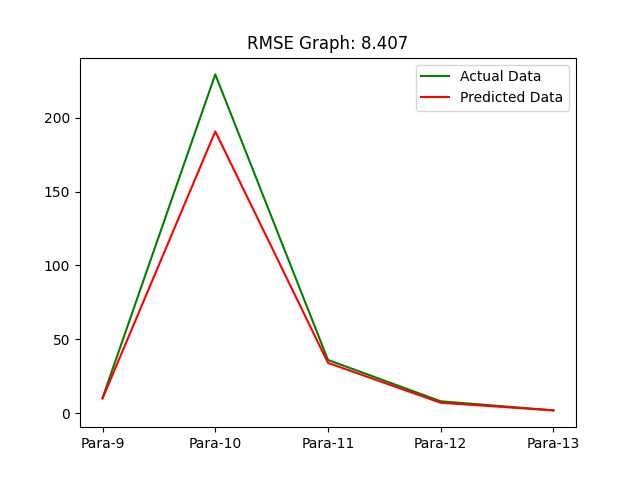 RMSE Graph: 8.407
Actual Data
Predicted Data
200
150
100
50
0
Para-9 Para-10 Para-11 Para-12 Para-13